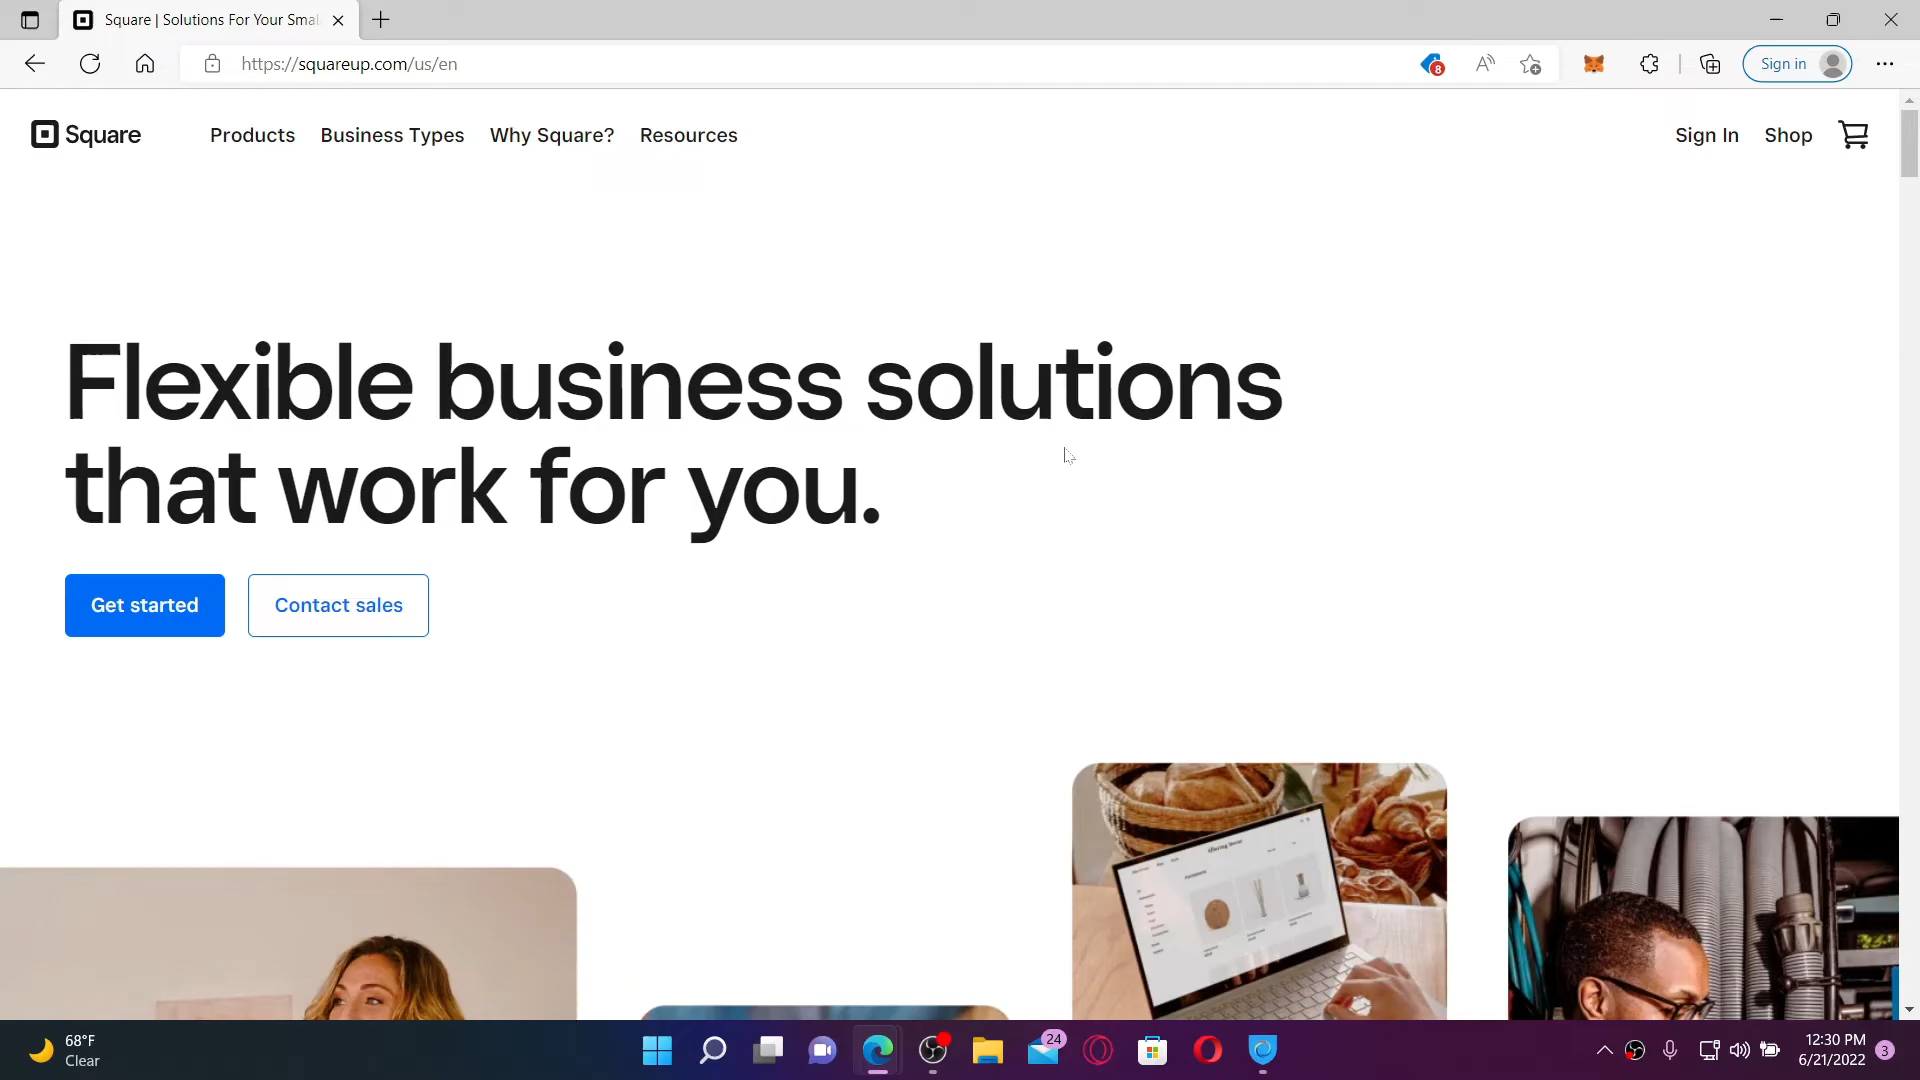 Square | Solutions For Your Smal
https://squareup.com/us/en
8
Sign in
Square
Products
Business Types
Why Square?
Resources
Sign In
Shop
Flexible business solutions
that work for you.
Get started
Contact sales
68°F
Clear
24
12:30 PM
6/21/2022
3